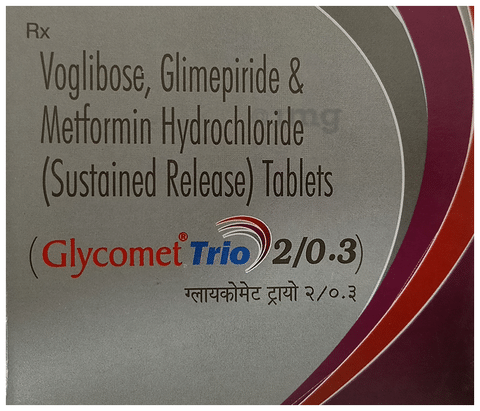 Rx
Voglibose, Glimepiride &
Metformin Hydrochloride
(Sustained Release) Tablets
(Glycomet® Trio 2/0.3)
ग्लायकोमेट ट्रायो २/०.३